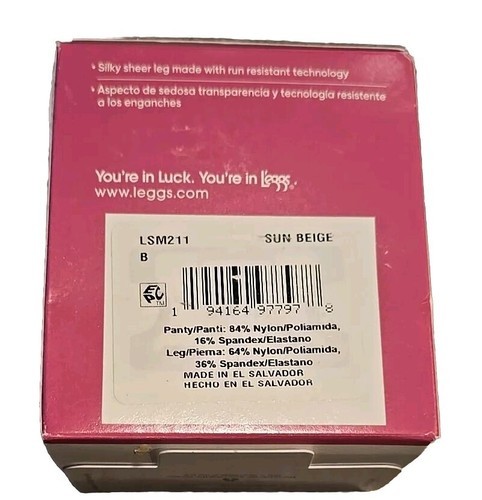 • Silky sheer leg made with run resistant technology
• Aspecto de sedosa transparencia y tecnología resistente
a los enganches
You're in Luck. You're in L'eggs®.
www.leggs.com
LSM211 SUN BEIGE
B
EPC™
1 94164 97797 8
Panty/Panti: 84% Nylon/Poliamida,
16% Spandex/Elastano
Leg/Pierna: 64% Nylon/Poliamida,
36% Spandex/Elastano
MADE IN EL SALVADOR
HECHO EN EL SALVADOR